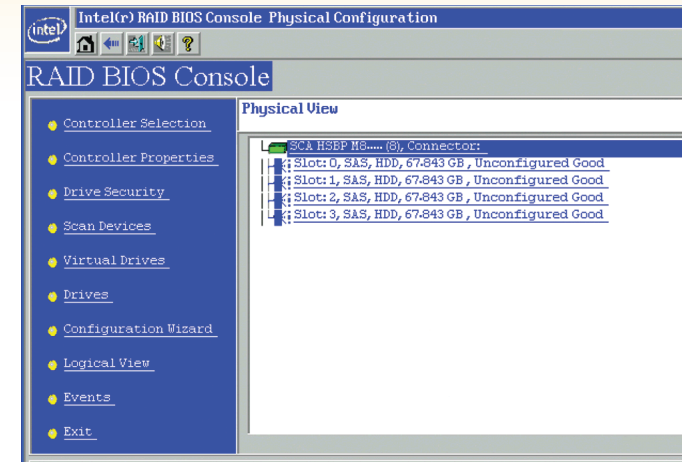 Intel(r) RAID BIOS Console Physical Configuration
intel
?
RAID BIOS Console
Physical View
Controller Selection
Controller Properties
Drive Security
Scan Devices
Virtual Drives
Drives
Configuration Wizard
Logical View
Events
Exit
SCA HSBP M8..... (8), Connector:
Slot: 0, SAS, HDD, 67.843 GB , Unconfigured Good
Slot: 1, SAS, HDD, 67.843 GB , Unconfigured Good
Slot: 2, SAS, HDD, 67.843 GB , Unconfigured Good
Slot: 3, SAS, HDD, 67.843 GB , Unconfigured Good